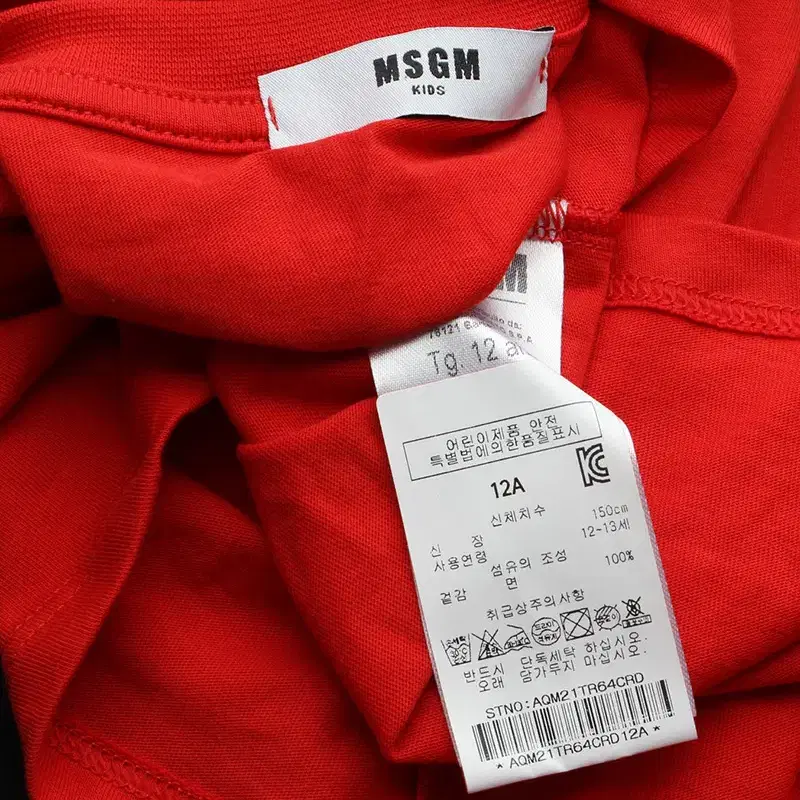 MSGM
KIDS
Tg. 12 a
어린이제품 안전
특별법에의한품질표시
12A
신체치수
신 장 150cm
사용연령 12-13세
섬유의 조성
겉감 면 100%
취급상주의사항
반드시 단독세탁 하십시오.
오래 담가두지 마십시오.
STNO:AQM21TR64CRD
* AQM21TR64CRD12A *